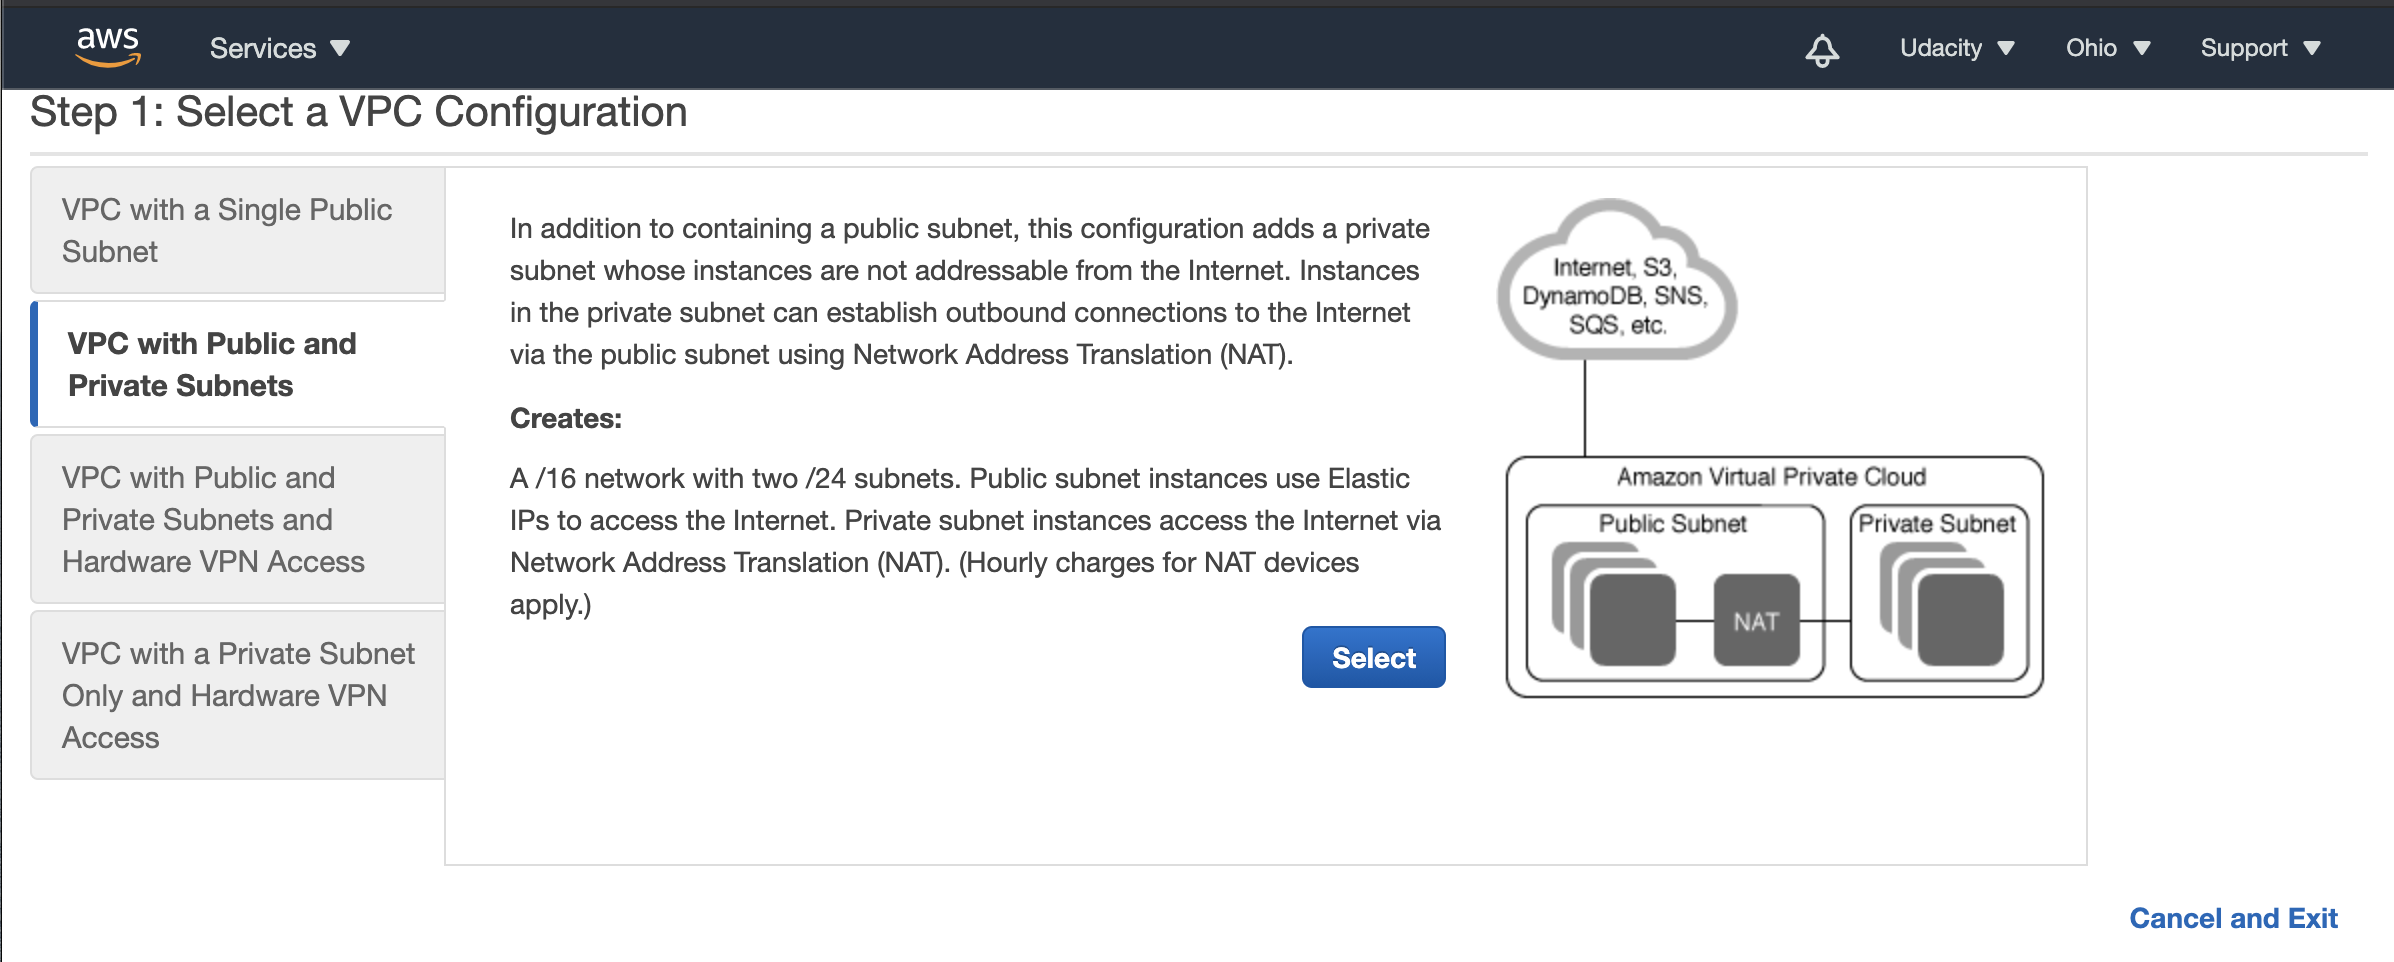 aws
Services
Udacity
Ohio
Support
Step 1: Select a VPC Configuration
VPC with a Single Public
Subnet
VPC with Public and
Private Subnets
VPC with Public and
Private Subnets and
Hardware VPN Access
VPC with a Private Subnet
Only and Hardware VPN
Access
In addition to containing a public subnet, this configuration adds a private
subnet whose instances are not addressable from the Internet. Instances
in the private subnet can establish outbound connections to the Internet
via the public subnet using Network Address Translation (NAT).
Creates:
A /16 network with two /24 subnets. Public subnet instances use Elastic
IPs to access the Internet. Private subnet instances access the Internet via
Network Address Translation (NAT). (Hourly charges for NAT devices
apply.)
Select
Internet, S3,
DynamoDB, SNS,
SQS, etc.
Amazon Virtual Private Cloud
Public Subnet
Private Subnet
NAT
Cancel and Exit